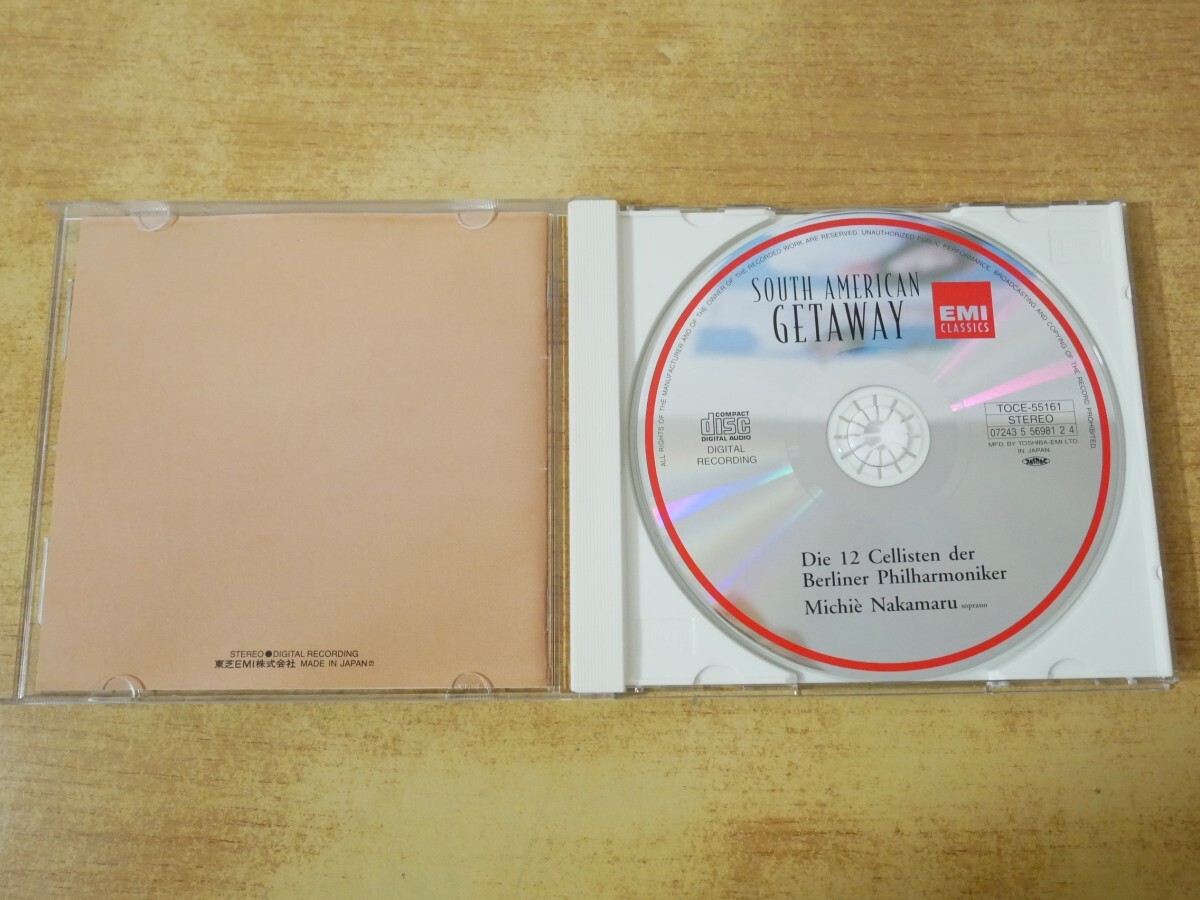 STEREO●DIGITAL RECORDING
東芝EMI株式会社 MADE IN JAPAN
ALL RIGHTS OF THE MANUFACTURER AND OF THE OWNER OF THE RECORDED WORK ARE RESERVED. UNAUTHORIZED PUBLIC PERFORMANCE, BROADCASTING AND COPYING OF THE RECORD PROHIBITED
SOUTH AMERICAN
GETAWAY
EMI
CLASSICS
COMPACT
disc
DIGITAL AUDIO
DIGITAL
RECORDING
TOCE-55161
STEREO
07243 5 56981 2 4
MFD. BY TOSHIBA-EMI LTD
IN JAPAN
Die 12 Cellisten der
Berliner Philharmoniker
Michiè Nakamaru soprano